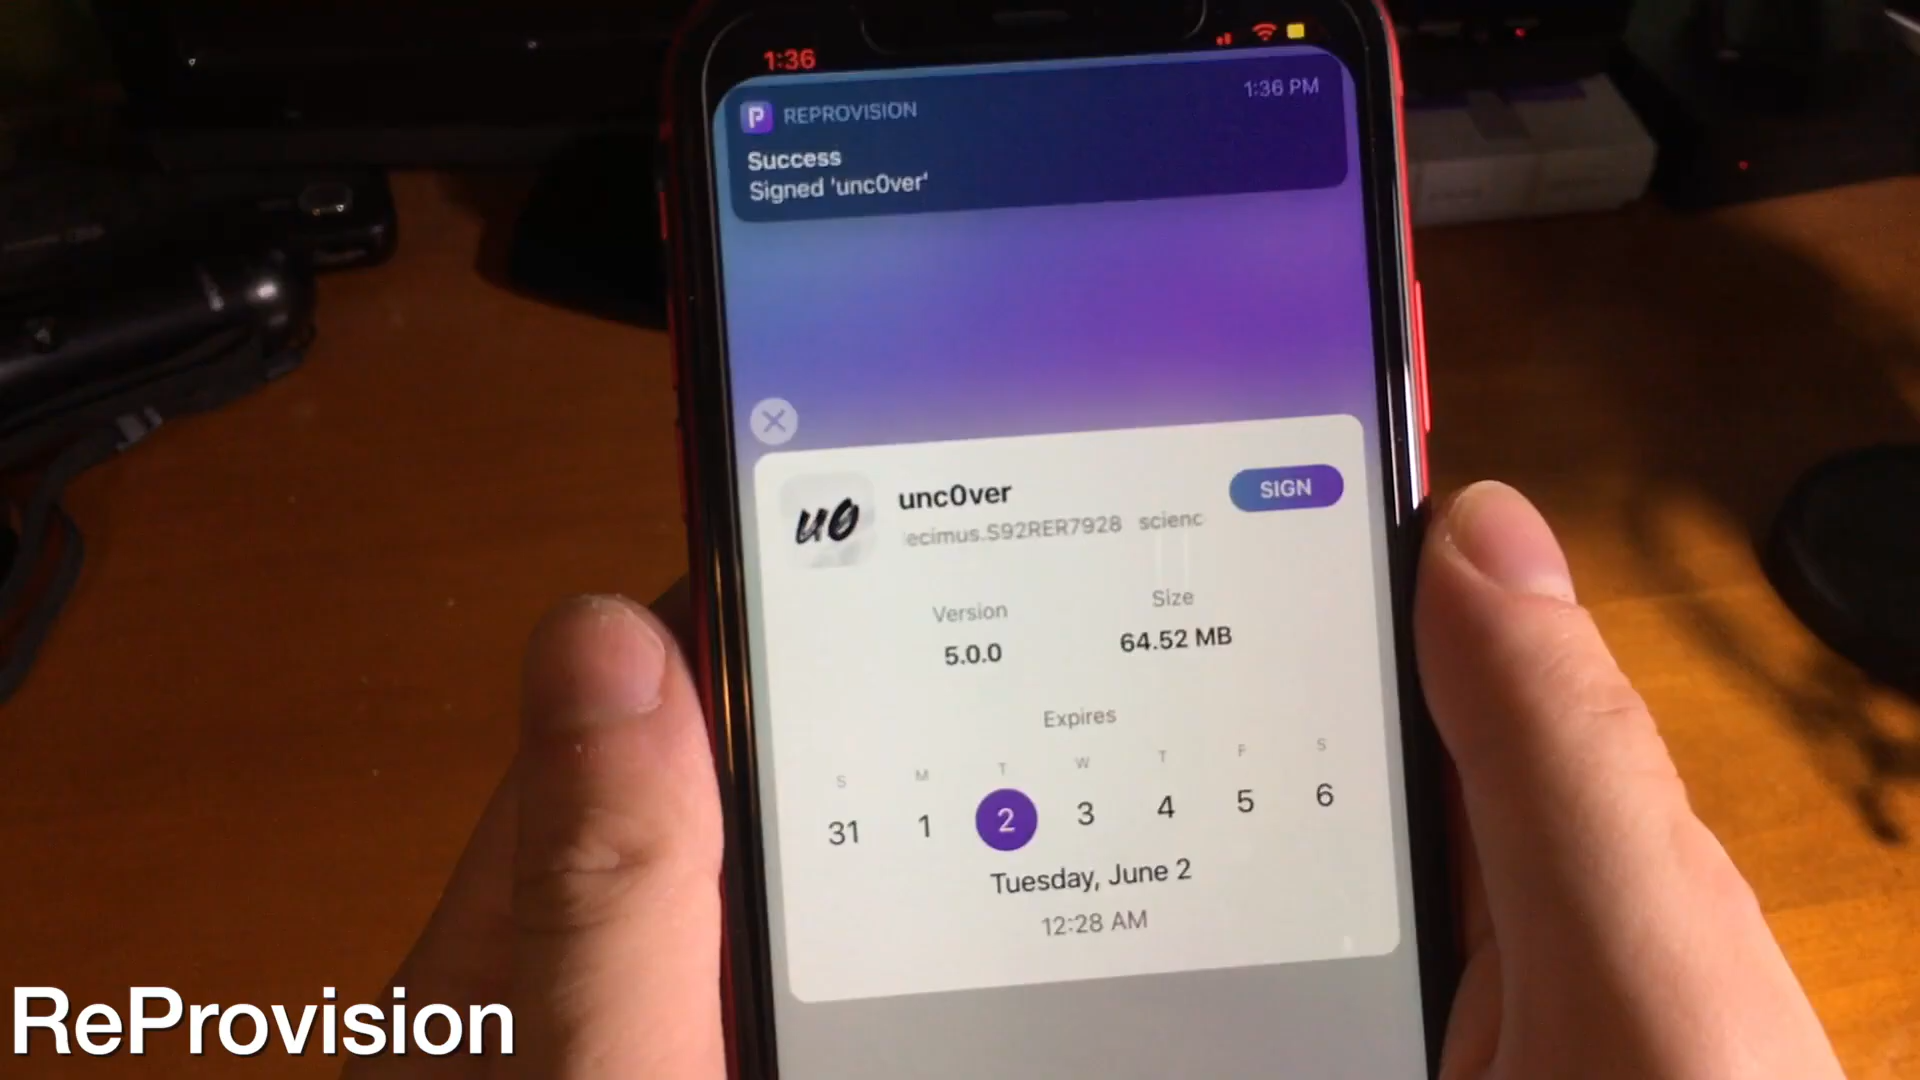 1:36
P REPROVISION 1:36 PM
Success
Signed 'unc0ver'
u0 unc0ver SIGN
ecimus.S92RER7928 scienc
Version Size
5.0.0 64.52 MB
Expires
S M T W T F S
31 1 2 3 4 5 6
Tuesday, June 2
12:28 AM
ReProvision